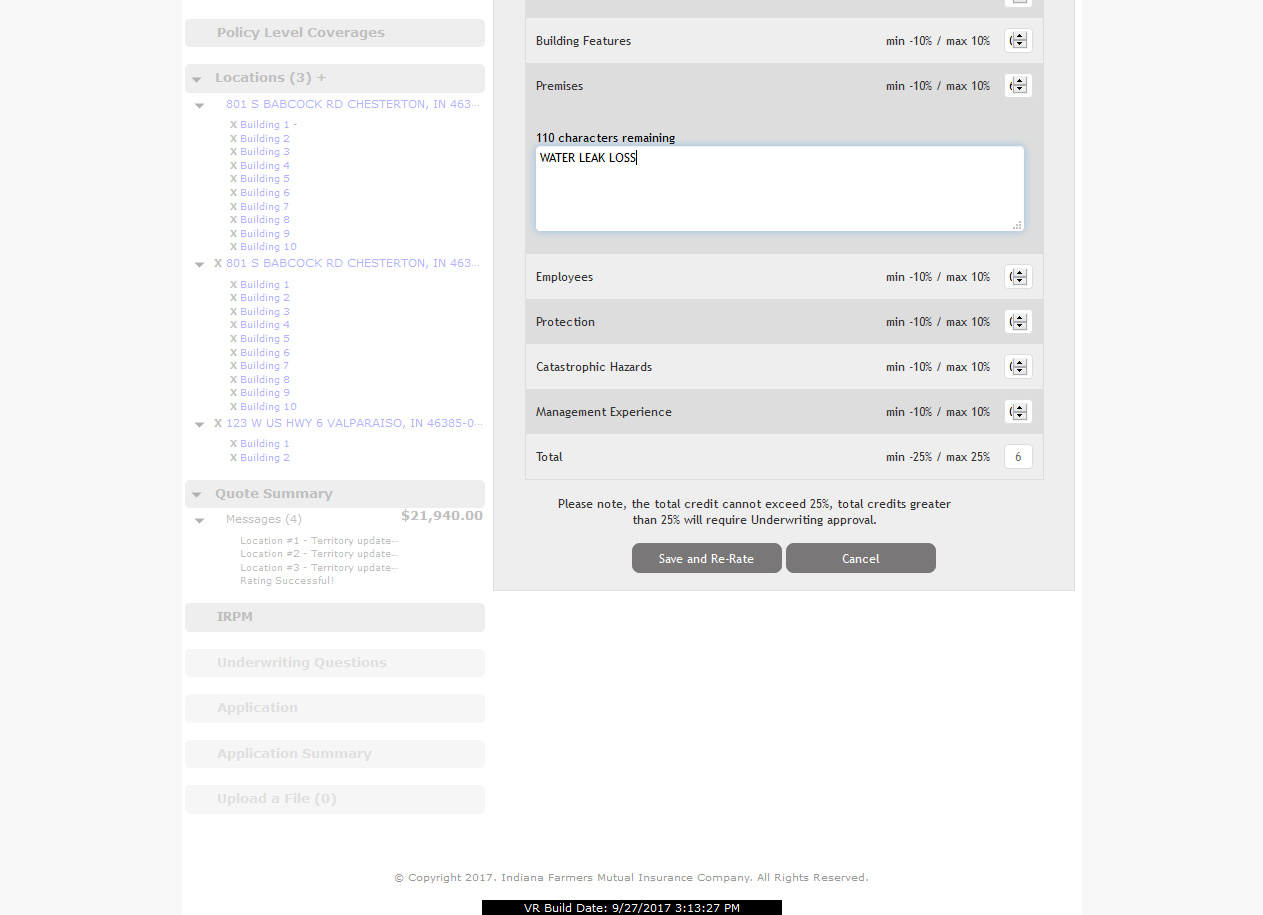 Policy Level Coverages
Locations (3) +
801 S BABCOCK RD CHESTERTON, IN 463...
X Building 1 -
X Building 2
X Building 3
X Building 4
X Building 5
X Building 6
X Building 7
X Building 8
X Building 9
X Building 10
X 801 S BABCOCK RD CHESTERTON, IN 463...
X Building 1
X Building 2
X Building 3
X Building 4
X Building 5
X Building 6
X Building 7
X Building 8
X Building 9
X Building 10
X 123 W US HWY 6 VALPARAISO, IN 46385-0...
X Building 1
X Building 2
Quote Summary
Messages (4) $21,940.00
Location #1 - Territory update...
Location #2 - Territory update...
Location #3 - Territory update...
Rating Successful!
IRPM
Underwriting Questions
Application
Application Summary
Upload a File (0)
Building Features min -10% / max 10%
Premises min -10% / max 10%
110 characters remaining
WATER LEAK LOSS
Employees min -10% / max 10%
Protection min -10% / max 10%
Catastrophic Hazards min -10% / max 10%
Management Experience min -10% / max 10%
Total min -25% / max 25% 6
Please note, the total credit cannot exceed 25%, total credits greater
than 25% will require Underwriting approval.
Save and Re-Rate Cancel
© Copyright 2017. Indiana Farmers Mutual Insurance Company. All Rights Reserved.
VR Build Date: 9/27/2017 3:13:27 PM